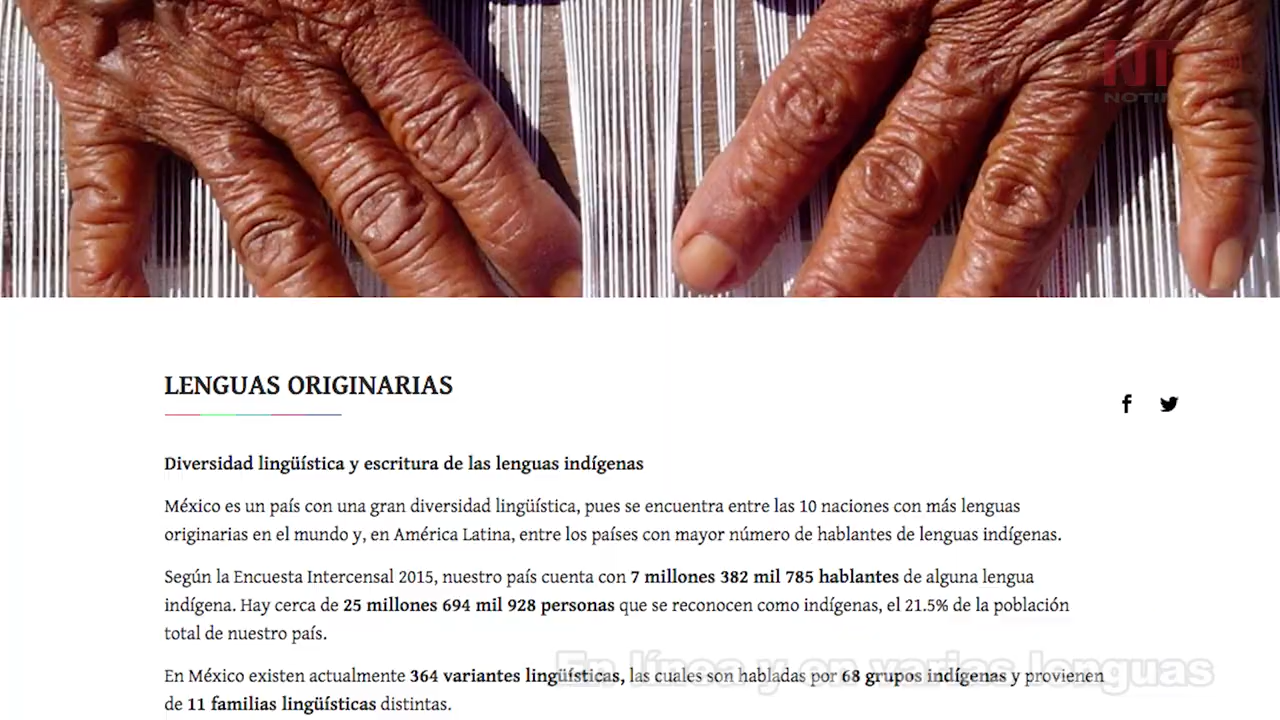 NT
NOTI
LENGUAS ORIGINARIAS
Diversidad lingüística y escritura de las lenguas indígenas
México es un país con una gran diversidad lingüística, pues se encuentra entre las 10 naciones con más lenguas
originarias en el mundo y, en América Latina, entre los países con mayor número de hablantes de lenguas indígenas.
Según la Encuesta Intercensal 2015, nuestro país cuenta con 7 millones 382 mil 785 hablantes de alguna lengua
indígena. Hay cerca de 25 millones 694 mil 928 personas que se reconocen como indígenas, el 21.5% de la población
total de nuestro país.
En México existen actualmente 364 variantes lingüísticas, las cuales son habladas por 68 grupos indígenas y provienen
de 11 familias lingüísticas distintas.
En línea y en varias lenguas